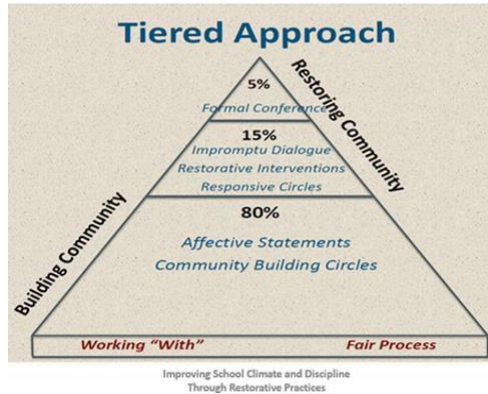 Tiered Approach
5%
Formal Conference
15%
Impromptu Dialogue
Restorative Interventions
Responsive Circles
80%
Affective Statements
Community Building Circles
Building Community
Restoring Community
Working "With"
Fair Process
Improving School Climate and Discipline
Through Restorative Practices